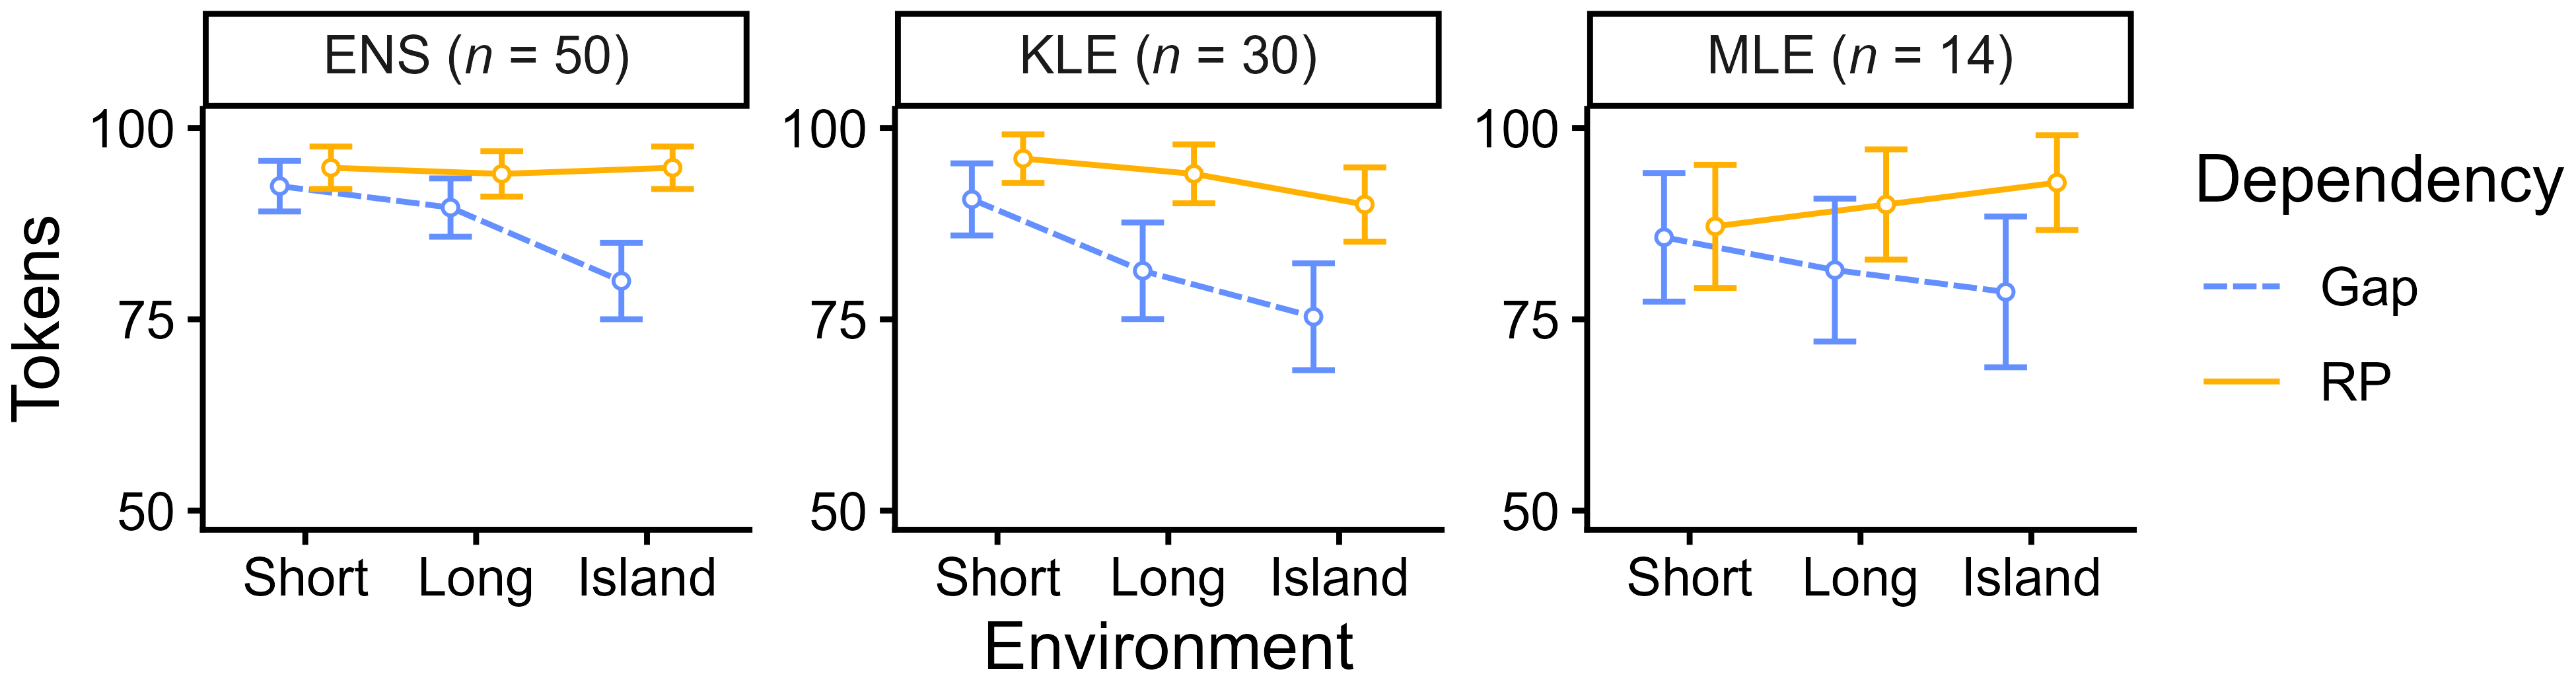 ENS (n = 50)
KLE (n = 30)
MLE (n = 14)
Tokens
100
75
50
100
75
50
100
75
50
Short Long Island
Short Long Island
Short Long Island
Environment
Dependency
Gap
RP